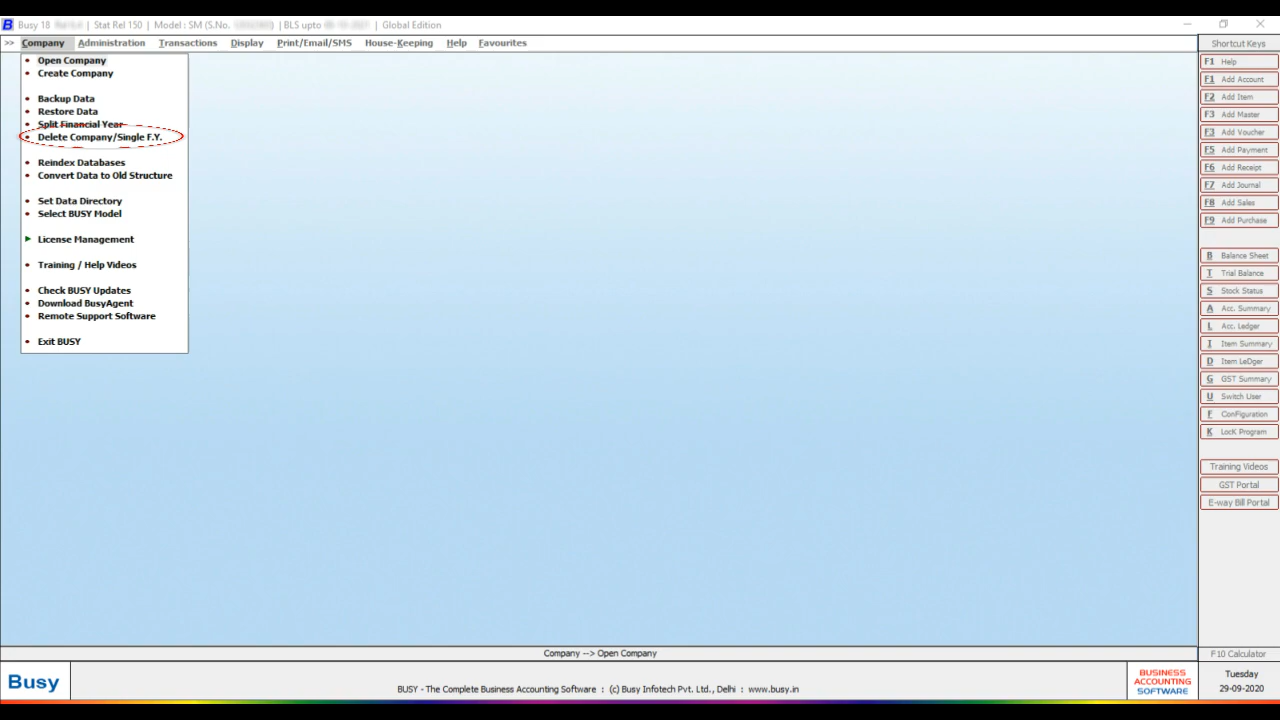 Busy 18 | Stat Rel 150 | Model : SM (S.No. ) | BLS upto | Global Edition
>> Company Administration Transactions Display Print/Email/SMS House-Keeping Help Favourites
Open Company
Create Company
Backup Data
Restore Data
Split Financial Year
Delete Company/Single F.Y.
Reindex Databases
Convert Data to Old Structure
Set Data Directory
Select BUSY Model
License Management
Training / Help Videos
Check BUSY Updates
Download BusyAgent
Remote Support Software
Exit BUSY
Shortcut Keys
F1 Help
F1 Add Account
F2 Add Item
F3 Add Master
F3 Add Voucher
F5 Add Payment
F6 Add Receipt
F7 Add Journal
F8 Add Sales
F9 Add Purchase
B Balance Sheet
T Trial Balance
S Stock Status
A Acc. Summary
L Acc. Ledger
I Item Summary
D Item LeDger
G GST Summary
U Switch User
F ConFiguration
K LocK Program
Training Videos
GST Portal
E-way Bill Portal
Company --> Open Company
F10 Calculator
Busy
BUSY - The Complete Business Accounting Software : (c) Busy Infotech Pvt. Ltd., Delhi : www.busy.in
BUSINESS
ACCOUNTING
SOFTWARE
Tuesday
29-09-2020